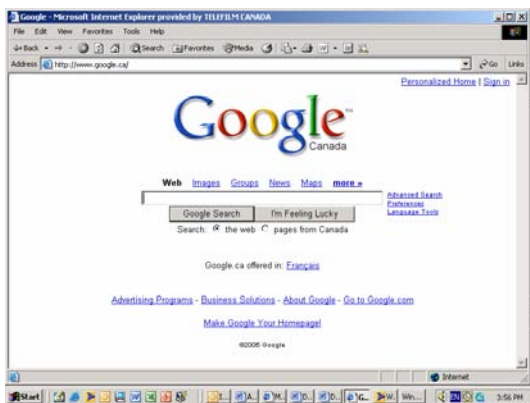 Google - Microsoft Internet Explorer provided by TELEFILM CANADA
File Edit View Favorites Tools Help
Back Search Favorites Media
Address http://www.google.ca/ Go Links
Personalized Home | Sign in
Google™
Canada
Web Images Groups News Maps more »
Advanced Search
Preferences
Language Tools
Google Search I'm Feeling Lucky
Search: the web pages from Canada
Google.ca offered in: Français
Advertising Programs - Business Solutions - About Google - Go to Google.com
Make Google Your Homepage!
Google
Internet
Start I... A... M... D... D... G... W... Win... EN 3:56 PM